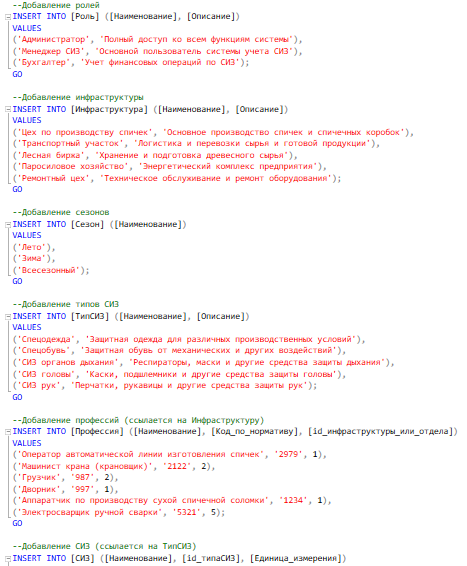 --Добавление ролей
INSERT INTO [Роль] ([Наименование], [Описание])
VALUES
('Администратор', 'Полный доступ ко всем функциям системы'),
('Менеджер СИЗ', 'Основной пользователь системы учета СИЗ'),
('Бухгалтер', 'Учет финансовых операций по СИЗ');
GO
--Добавление инфраструктуры
INSERT INTO [Инфраструктура] ([Наименование], [Описание])
VALUES
('Цех по производству спичек', 'Основное производство спичек и спичечных коробок'),
('Транспортный участок', 'Логистика и перевозки сырья и готовой продукции'),
('Лесная биржа', 'Хранение и подготовка древесного сырья'),
('Паросиловое хозяйство', 'Энергетический комплекс предприятия'),
('Ремонтный цех', 'Техническое обслуживание и ремонт оборудования');
GO
--Добавление сезонов
INSERT INTO [Сезон] ([Наименование])
VALUES
('Лето'),
('Зима'),
('Всесезонный');
GO
--Добавление типов СИЗ
INSERT INTO [ТипСИЗ] ([Наименование], [Описание])
VALUES
('Спецодежда', 'Защитная одежда для различных производственных условий'),
('Спецобувь', 'Защитная обувь от механических и других воздействий'),
('СИЗ органов дыхания', 'Респираторы, маски и другие средства защиты дыхания'),
('СИЗ головы', 'Каски, подшлемники и другие средства защиты головы'),
('СИЗ рук', 'Перчатки, рукавицы и другие средства защиты рук');
GO
--Добавление профессий (ссылается на Инфраструктуру)
INSERT INTO [Профессия] ([Наименование], [Код_по_нормативу], [id_инфраструктуры_или_отдела])
VALUES
('Оператор автоматической линии изготовления спичек', '2979', 1),
('Машинист крана (крановщик)', '2122', 2),
('Грузчик', '987', 2),
('Дворник', '997', 1),
('Аппаратчик по производству сухой спичечной соломки', '1234', 1),
('Электросварщик ручной сварки', '5321', 5);
GO
--Добавление СИЗ (ссылается на ТипСИЗ)
INSERT INTO [СИЗ] ([Наименование], [id_типаСИЗ], [Единица_измерения])